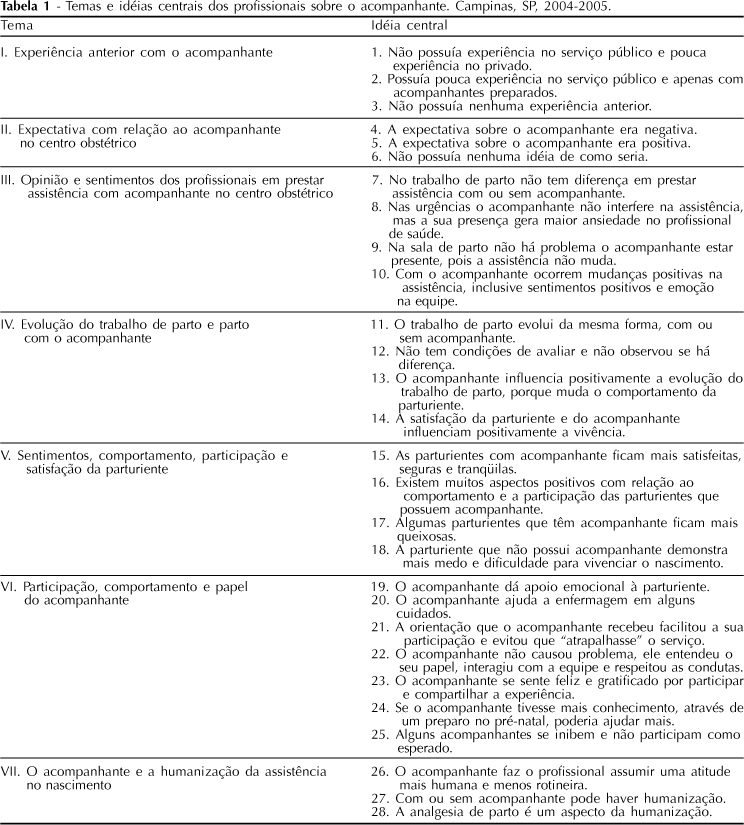 Tabela 1 - Temas e idéias centrais dos profissionais sobre o acompanhante. Campinas, SP, 2004-2005.
Tema
Idéia central
I. Experiência anterior com o acompanhante
1. Não possuía experiência no serviço público e pouca
experiência no privado.
2. Possuía pouca experiência no serviço público e apenas com
acompanhantes preparados.
3. Não possuía nenhuma experiência anterior.
II. Expectativa com relação ao acompanhante
no centro obstétrico
4. A expectativa sobre o acompanhante era negativa.
5. A expectativa sobre o acompanhante era positiva.
6. Não possuía nenhuma idéia de como seria.
III. Opinião e sentimentos dos profissionais em prestar
assistência com acompanhante no centro obstétrico
7. No trabalho de parto não tem diferença em prestar
assistência com ou sem acompanhante.
8. Nas urgências o acompanhante não interfere na assistência,
mas a sua presença gera maior ansiedade no profissional
de saúde.
9. Na sala de parto não há problema o acompanhante estar
presente, pois a assistência não muda.
10. Com o acompanhante ocorrem mudanças positivas na
assistência, inclusive sentimentos positivos e emoção
na equipe.
IV. Evolução do trabalho de parto e parto
com o acompanhante
11. O trabalho de parto evolui da mesma forma, com ou
sem acompanhante.
12. Não tem condições de avaliar e não observou se há
diferença.
13. O acompanhante influencia positivamente a evolução do
trabalho de parto, porque muda o comportamento da
parturiente.
14. A satisfação da parturiente e do acompanhante
influenciam positivamente a vivência.
V. Sentimentos, comportamento, participação e
satisfação da parturiente
15. As parturientes com acompanhante ficam mais satisfeitas,
seguras e tranqüilas.
16. Existem muitos aspectos positivos com relação ao
comportamento e a participação das parturientes que
possuem acompanhante.
17. Algumas parturientes que têm acompanhante ficam mais
queixosas.
18. A parturiente que não possui acompanhante demonstra
mais medo e dificuldade para vivenciar o nascimento.
VI. Participação, comportamento e papel
do acompanhante
19. O acompanhante dá apoio emocional à parturiente.
20. O acompanhante ajuda a enfermagem em alguns
cuidados.
21. A orientação que o acompanhante recebeu facilitou a sua
participação e evitou que “atrapalhasse” o serviço.
22. O acompanhante não causou problema, ele entendeu o
seu papel, interagiu com a equipe e respeitou as condutas.
23. O acompanhante se sente feliz e gratificado por participar
e compartilhar a experiência.
24. Se o acompanhante tivesse mais conhecimento, através de
um preparo no pré-natal, poderia ajudar mais.
25. Alguns acompanhantes se inibem e não participam como
esperado.
VII. O acompanhante e a humanização da assistência
no nascimento
26. O acompanhante faz o profissional assumir uma atitude
mais humana e menos rotineira.
27. Com ou sem acompanhante pode haver humanização.
28. A analgesia de parto é um aspecto da humanização.